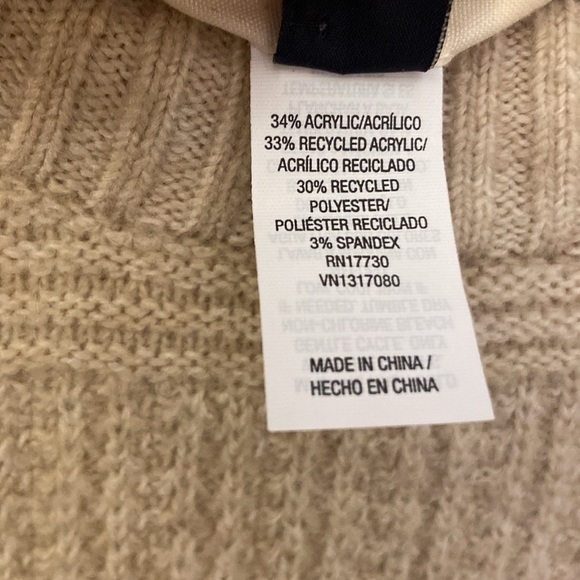 34% ACRYLIC/ACRÍLICO
33% RECYCLED ACRYLIC/
ACRÍLICO RECICLADO
30% RECYCLED
POLYESTER/
POLIÉSTER RECICLADO
3% SPANDEX
RN17730
VN1317080
MADE IN CHINA /
HECHO EN CHINA